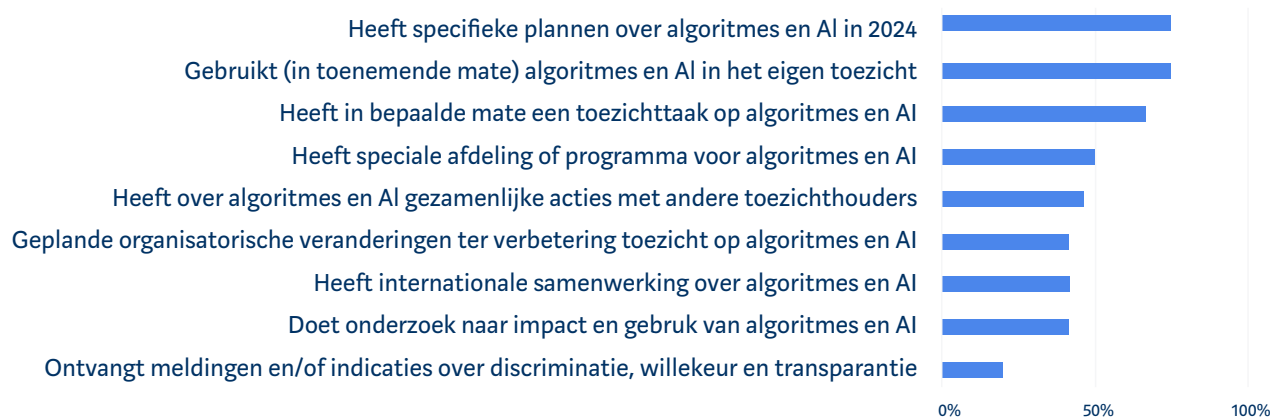 Heeft specifieke plannen over algoritmes en AI in 2024
Gebruikt (in toenemende mate) algoritmes en AI in het eigen toezicht
Heeft in bepaalde mate een toezichttaak op algoritmes en AI
Heeft speciale afdeling of programma voor algoritmes en AI
Heeft over algoritmes en AI gezamenlijke acties met andere toezichthouders
Geplande organisatorische veranderingen ter verbetering toezicht op algoritmes en AI
Heeft internationale samenwerking over algoritmes en AI
Doet onderzoek naar impact en gebruk van algoritmes en AI
Ontvangt meldingen en/of indicaties over discriminatie, willekeur en transparantie
0% 50% 100%